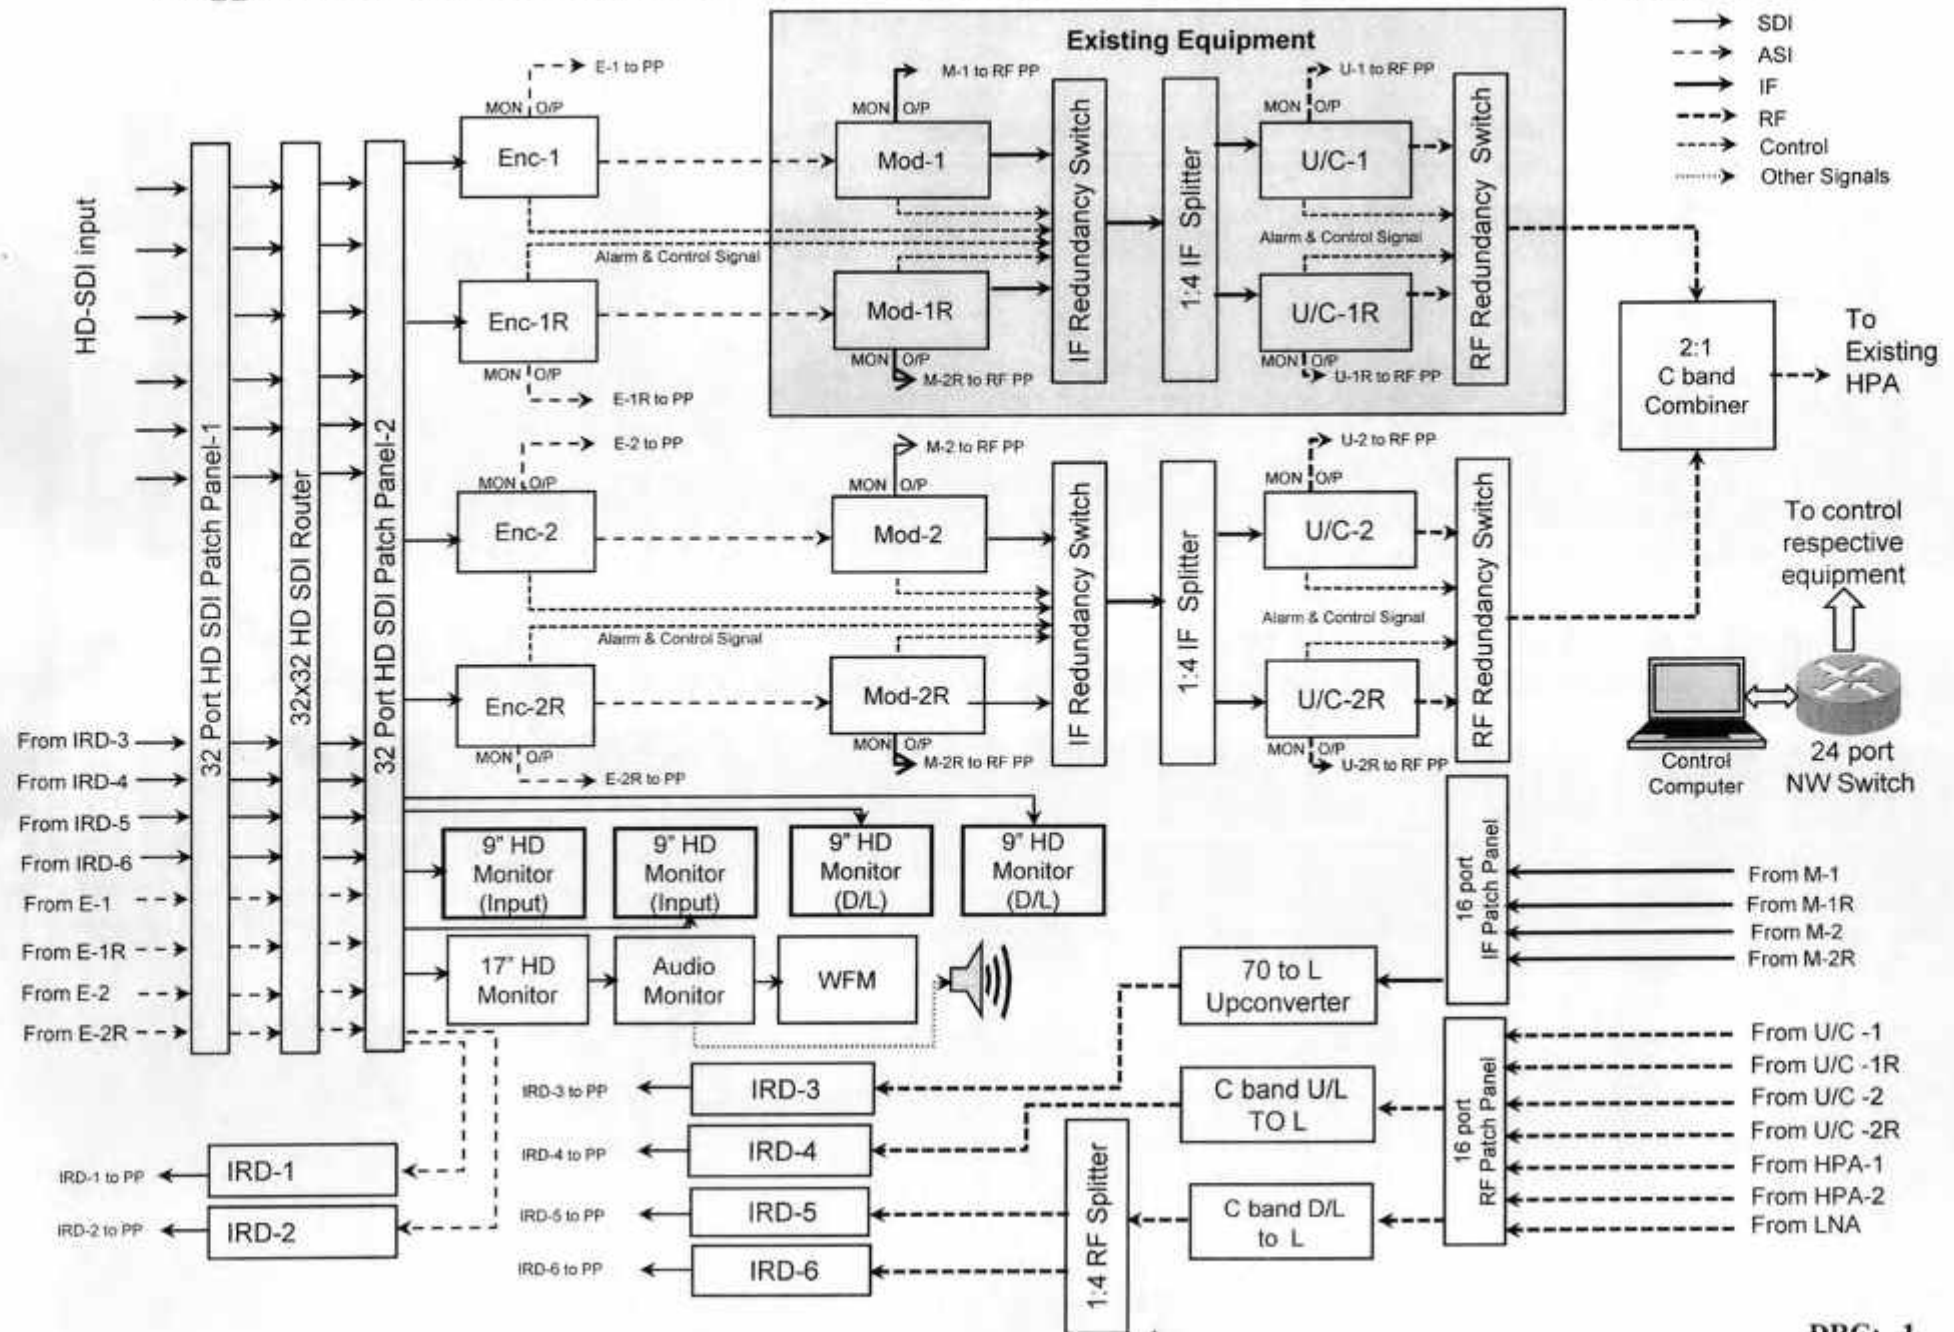 SDI
ASI
IF
RF
Control
Other Signals
Existing Equipment
E-1 to PP
MON O/P
Enc-1
M-1 to RF PP
MON O/P
Mod-1
IF Redundancy Switch
1:4 IF Splitter
U-1 to RF PP
MON O/P
U/C-1
RF Redundancy Switch
Alarm & Control Signal
Alarm & Control Signal
Enc-1R
MON O/P
E-1R to PP
Mod-1R
MON O/P
M-2R to RF PP
U/C-1R
MON O/P
U-1R to RF PP
2:1
C band
Combiner
To
Existing
HPA
HD-SDI input
32 Port HD SDI Patch Panel-1
32x32 HD SDI Router
32 Port HD SDI Patch Panel-2
E-2 to PP
MON O/P
Enc-2
M-2 to RF PP
MON O/P
Mod-2
IF Redundancy Switch
1:4 IF Splitter
U-2 to RF PP
MON O/P
U/C-2
RF Redundancy Switch
Alarm & Control Signal
Alarm & Control Signal
Enc-2R
MON O/P
E-2R to PP
Mod-2R
MON O/P
M-2R to RF PP
U/C-2R
MON O/P
U-2R to RF PP
To control
respective
equipment
Control
Computer
24 port
NW Switch
From IRD-3
From IRD-4
From IRD-5
From IRD-6
From E-1
From E-1R
From E-2
From E-2R
9" HD
Monitor
(Input)
9" HD
Monitor
(Input)
9" HD
Monitor
(D/L)
9" HD
Monitor
(D/L)
17" HD
Monitor
Audio
Monitor
WFM
16 port
IF Patch Panel
From M-1
From M-1R
From M-2
From M-2R
70 to L
Upconverter
16 port
RF Patch Panel
From U/C -1
From U/C -1R
From U/C -2
From U/C -2R
From HPA-1
From HPA-2
From LNA
C band U/L
TO L
C band D/L
to L
1:4 RF Splitter
IRD-3 to PP
IRD-3
IRD-4 to PP
IRD-4
IRD-5 to PP
IRD-5
IRD-6 to PP
IRD-6
IRD-1 to PP
IRD-1
IRD-2 to PP
IRD-2